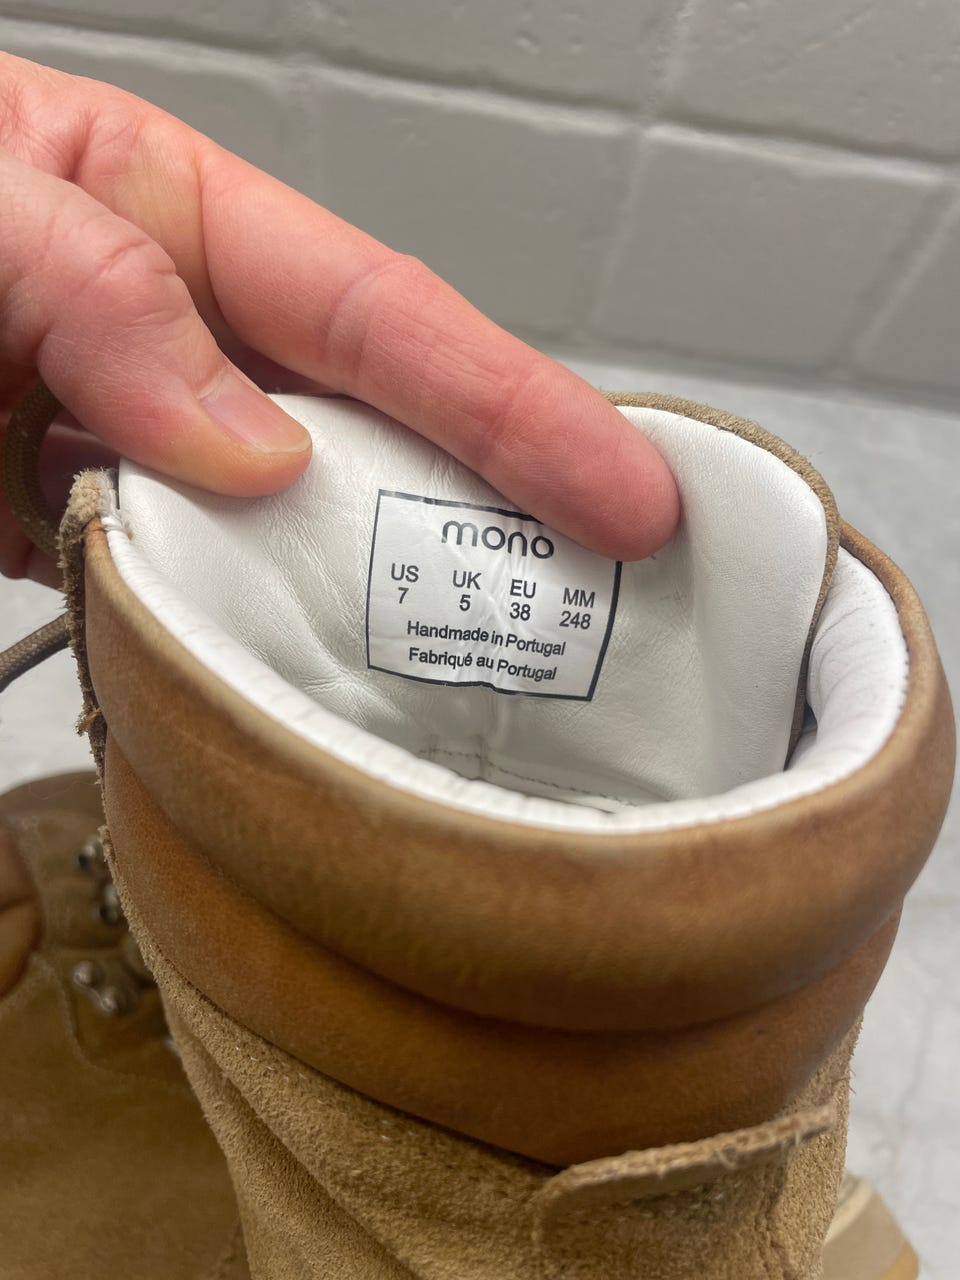 mono
US UK EU MM
7 5 38 248
Handmade in Portugal
Fabriqué au Portugal